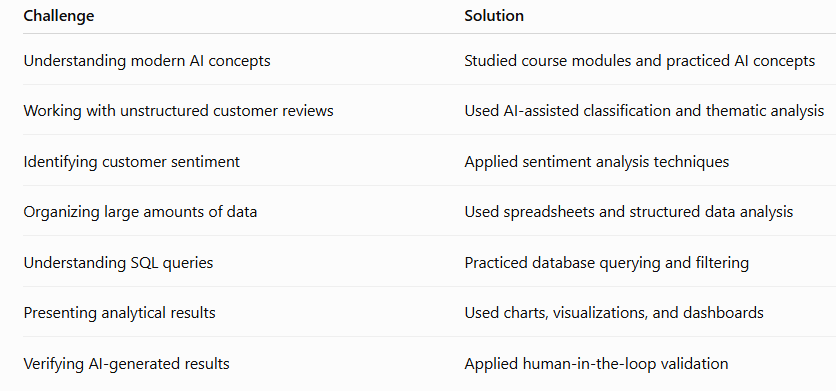 Challenge Solution
Understanding modern AI concepts Studied course modules and practiced AI concepts
Working with unstructured customer reviews Used AI-assisted classification and thematic analysis
Identifying customer sentiment Applied sentiment analysis techniques
Organizing large amounts of data Used spreadsheets and structured data analysis
Understanding SQL queries Practiced database querying and filtering
Presenting analytical results Used charts, visualizations, and dashboards
Verifying AI-generated results Applied human-in-the-loop validation